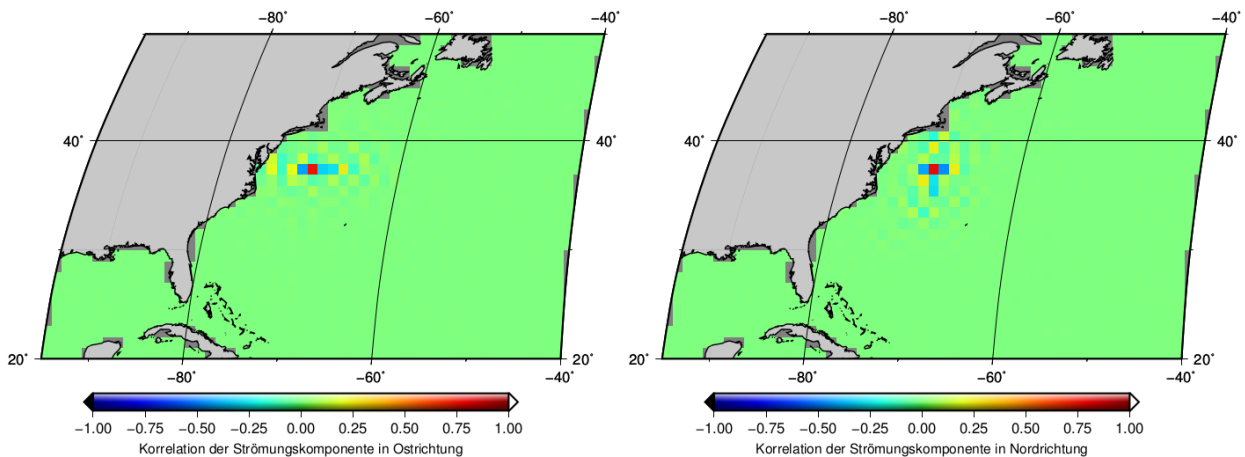 −80˚ −60˚ −40˚
40˚ 40˚
20˚ 20˚
−80˚ −60˚ −40˚
−1.00 −0.75 −0.50 −0.25 0.00 0.25 0.50 0.75 1.00
Korrelation der Strömungskomponente in Ostrichtung
−80˚ −60˚ −40˚
40˚ 40˚
20˚ 20˚
−80˚ −60˚ −40˚
−1.00 −0.75 −0.50 −0.25 0.00 0.25 0.50 0.75 1.00
Korrelation der Strömungskomponente in Nordrichtung